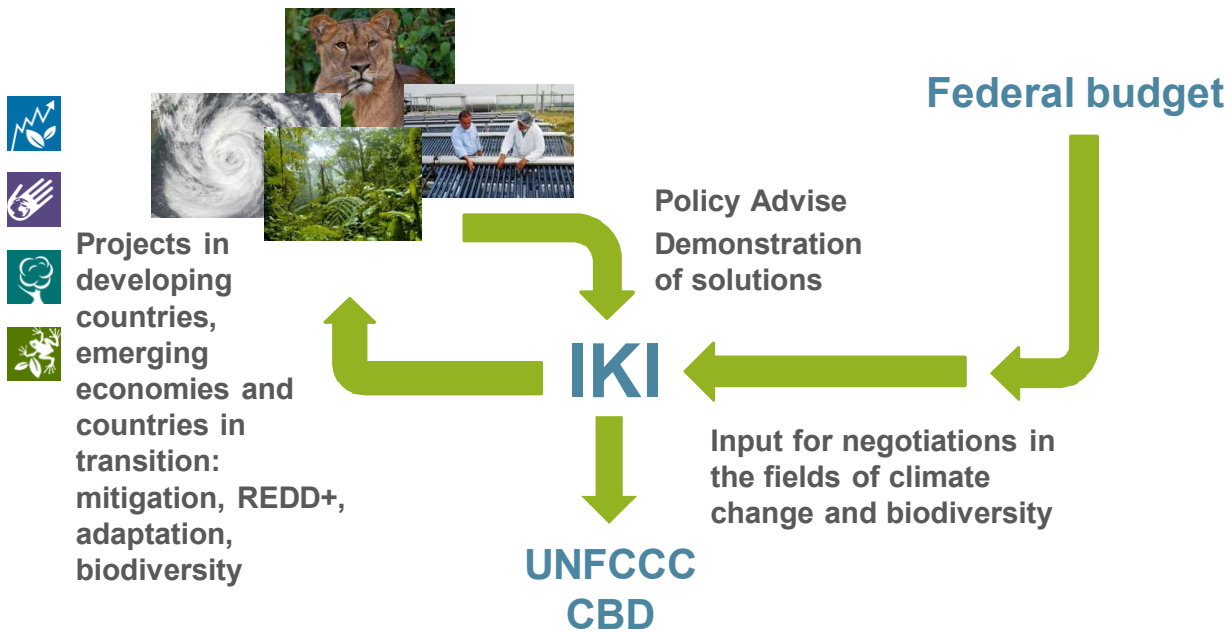 Federal budget
Policy Advise
Demonstration
of solutions
Projects in
developing
countries,
emerging
economies and
countries in
transition:
mitigation, REDD+,
adaptation,
biodiversity
IKI
Input for negotiations in
the fields of climate
change and biodiversity
UNFCCC
CBD